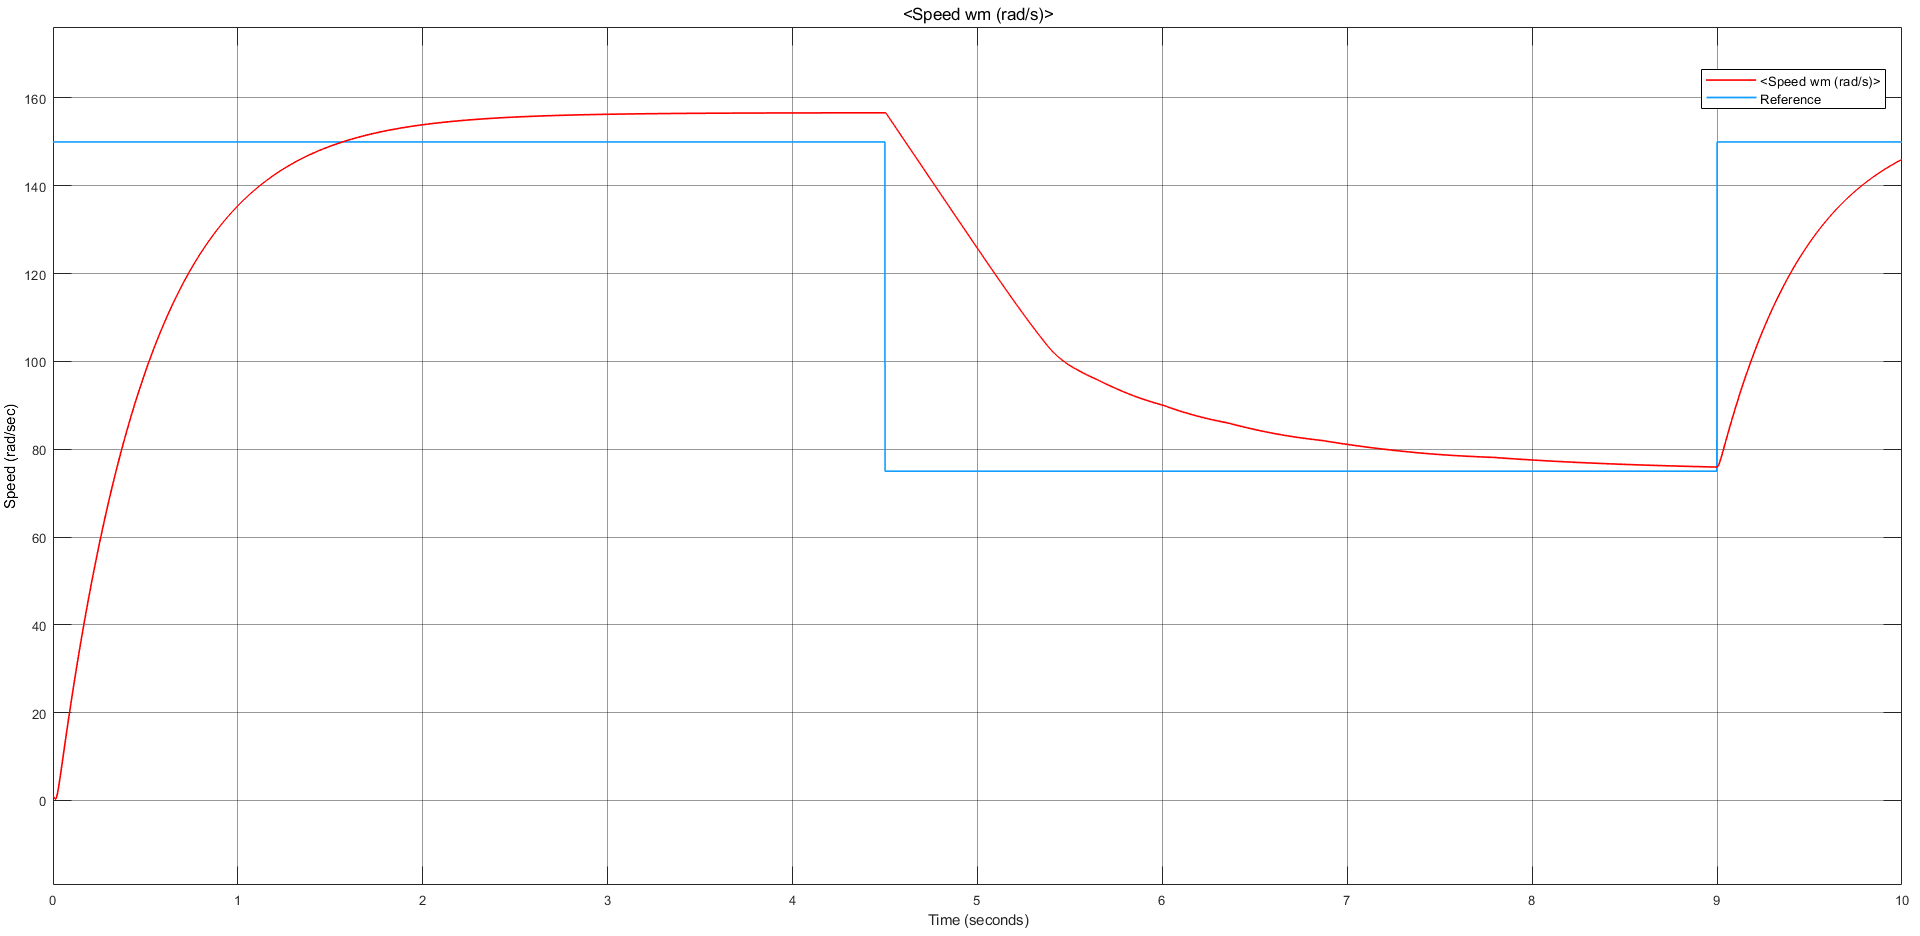 <Speed wm (rad/s)>
<Speed wm (rad/s)>
Reference
160
140
120
100
80
60
40
20
0
Speed (rad/sec)
0 1 2 3 4 5 6 7 8 9 10
Time (seconds)